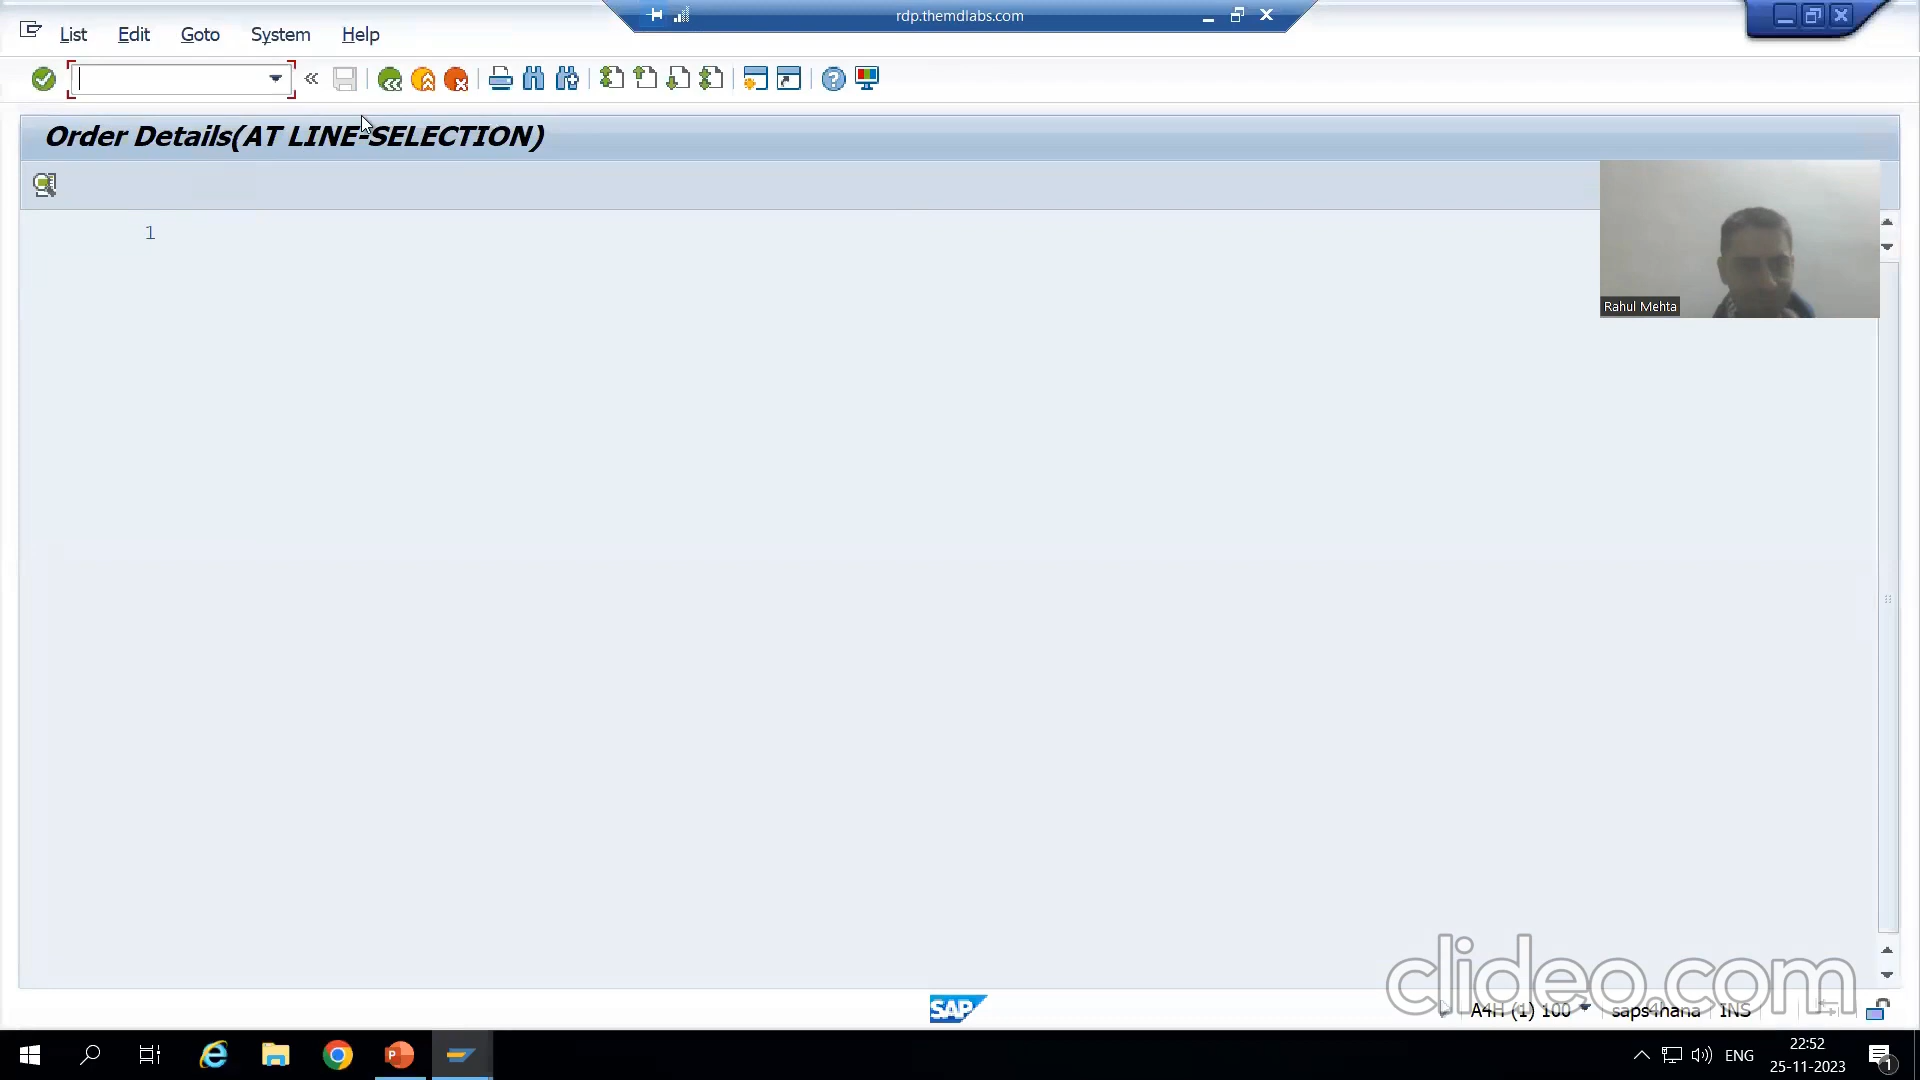 rdp.themdlabs.com
List Edit Goto System Help
Order Details(AT LINE-SELECTION)
1
Rahul Mehta
clideo.com
SAP
A4H (1) 100 saps4hana INS
22:52
ENG
25-11-2023
1